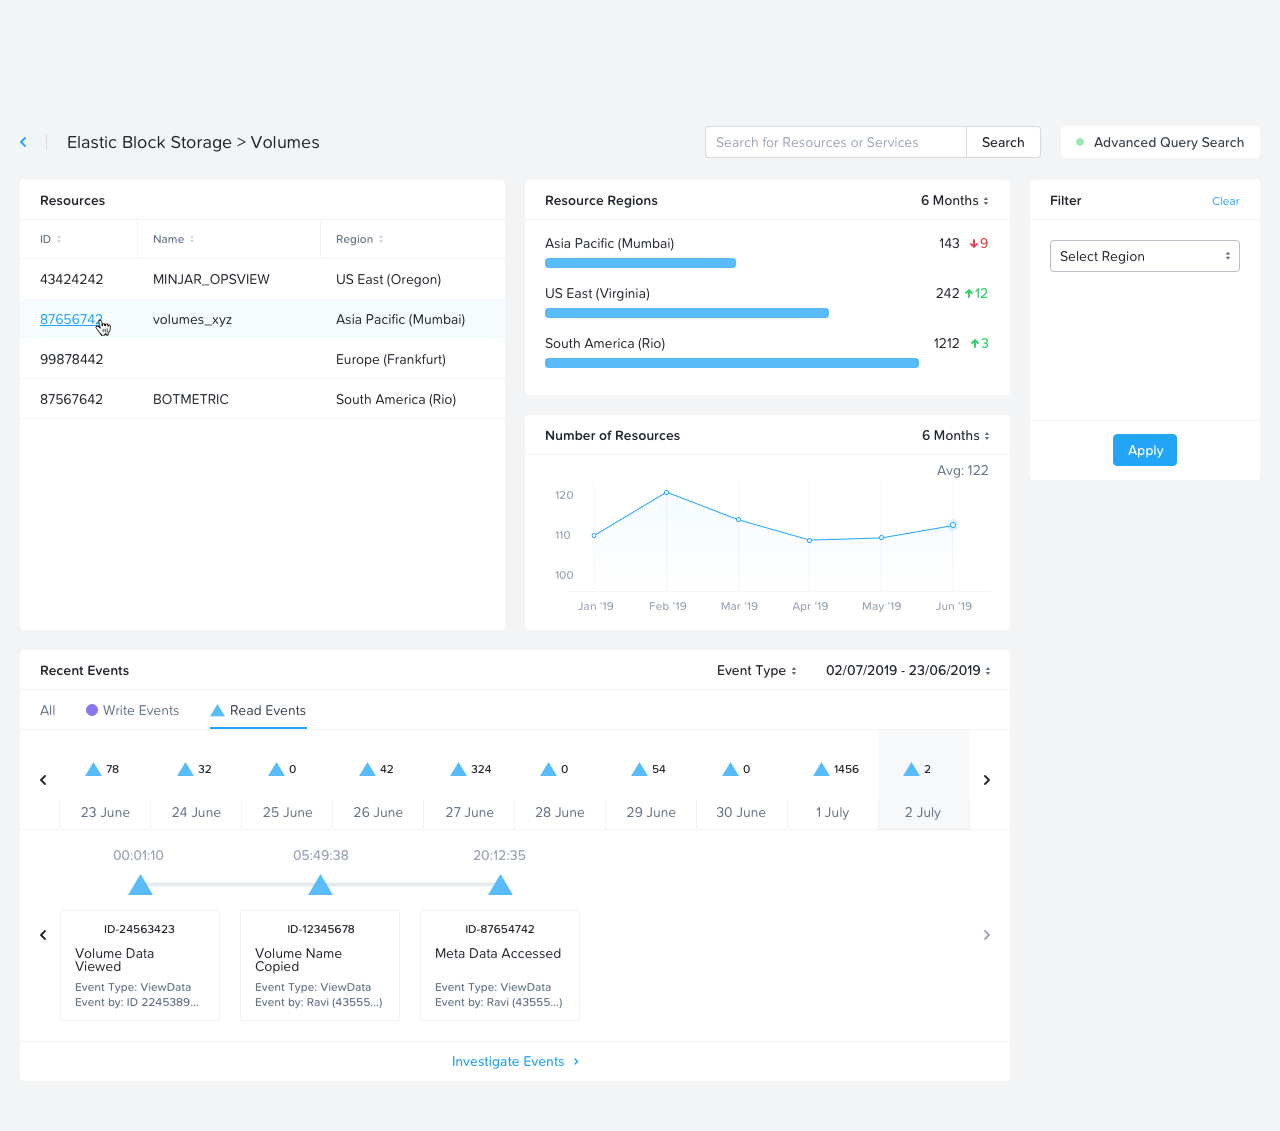 Elastic Block Storage > Volumes
Search for Resources or Services
Search
Advanced Query Search
Resources
ID Name Region
43424242 MINJAR_OPSVIEW US East (Oregon)
87656742 volumes_xyz Asia Pacific (Mumbai)
99878442 Europe (Frankfurt)
87567642 BOTMETRIC South America (Rio)
Resource Regions 6 Months
Asia Pacific (Mumbai) 143 9
US East (Virginia) 242 12
South America (Rio) 1212 3
Number of Resources 6 Months
Avg: 122
120
110
100
Jan '19 Feb '19 Mar '19 Apr '19 May '19 Jun '19
Filter Clear
Select Region
Apply
Recent Events Event Type 02/07/2019 - 23/06/2019
All Write Events Read Events
78 32 0 42 324 0 54 0 1456 2
23 June 24 June 25 June 26 June 27 June 28 June 29 June 30 June 1 July 2 July
00:01:10 05:49:38 20:12:35
ID-24563423
Volume Data
Viewed
Event Type: ViewData
Event by: ID 2245389...
ID-12345678
Volume Name
Copied
Event Type: ViewData
Event by: Ravi (43555...)
ID-87654742
Meta Data Accessed
Event Type: ViewData
Event by: Ravi (43555...)
Investigate Events